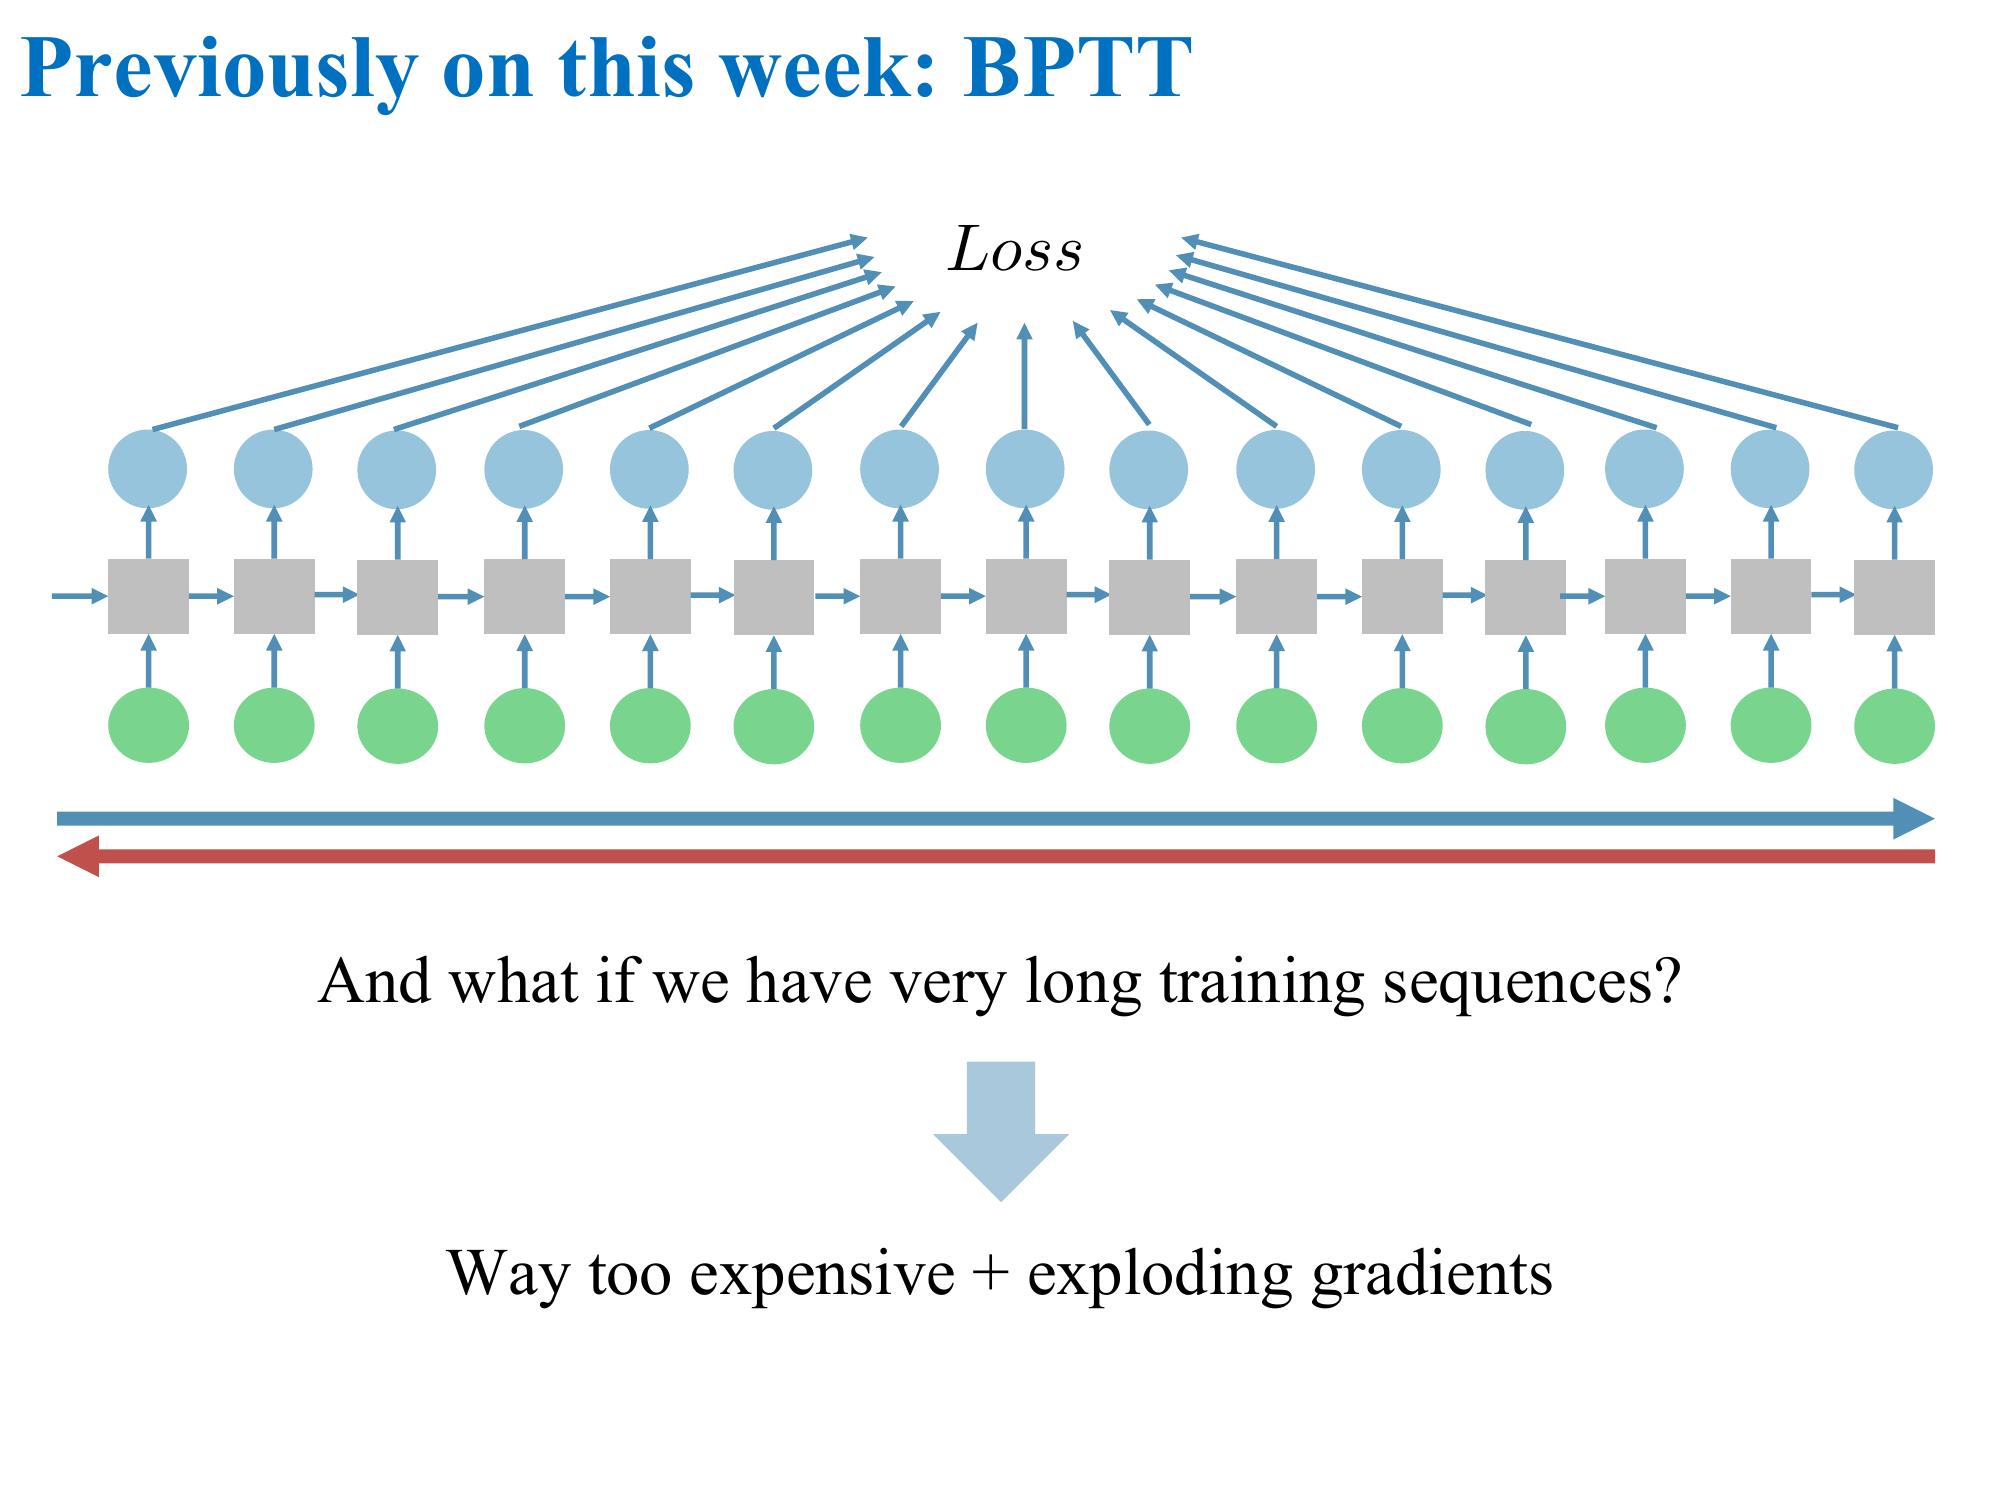 Previously on this week: BPTT
Loss
And what if we have very long training sequences?
Way too expensive + exploding gradients